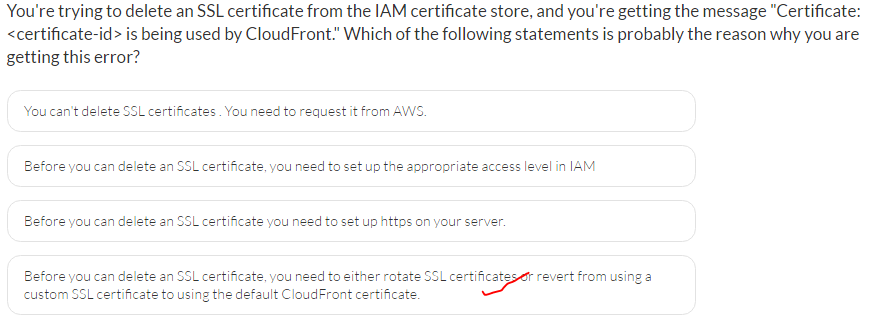 You're trying to delete an SSL certificate from the IAM certificate store, and you're getting the message "Certificate:
<certificate-id> is being used by CloudFront." Which of the following statements is probably the reason why you are
getting this error?
You can't delete SSL certificates . You need to request it from AWS.
Before you can delete an SSL certificate, you need to set up the appropriate access level in IAM
Before you can delete an SSL certificate you need to set up https on your server.
Before you can delete an SSL certificate, you need to either rotate SSL certificates or revert from using a
custom SSL certificate to using the default CloudFront certificate.